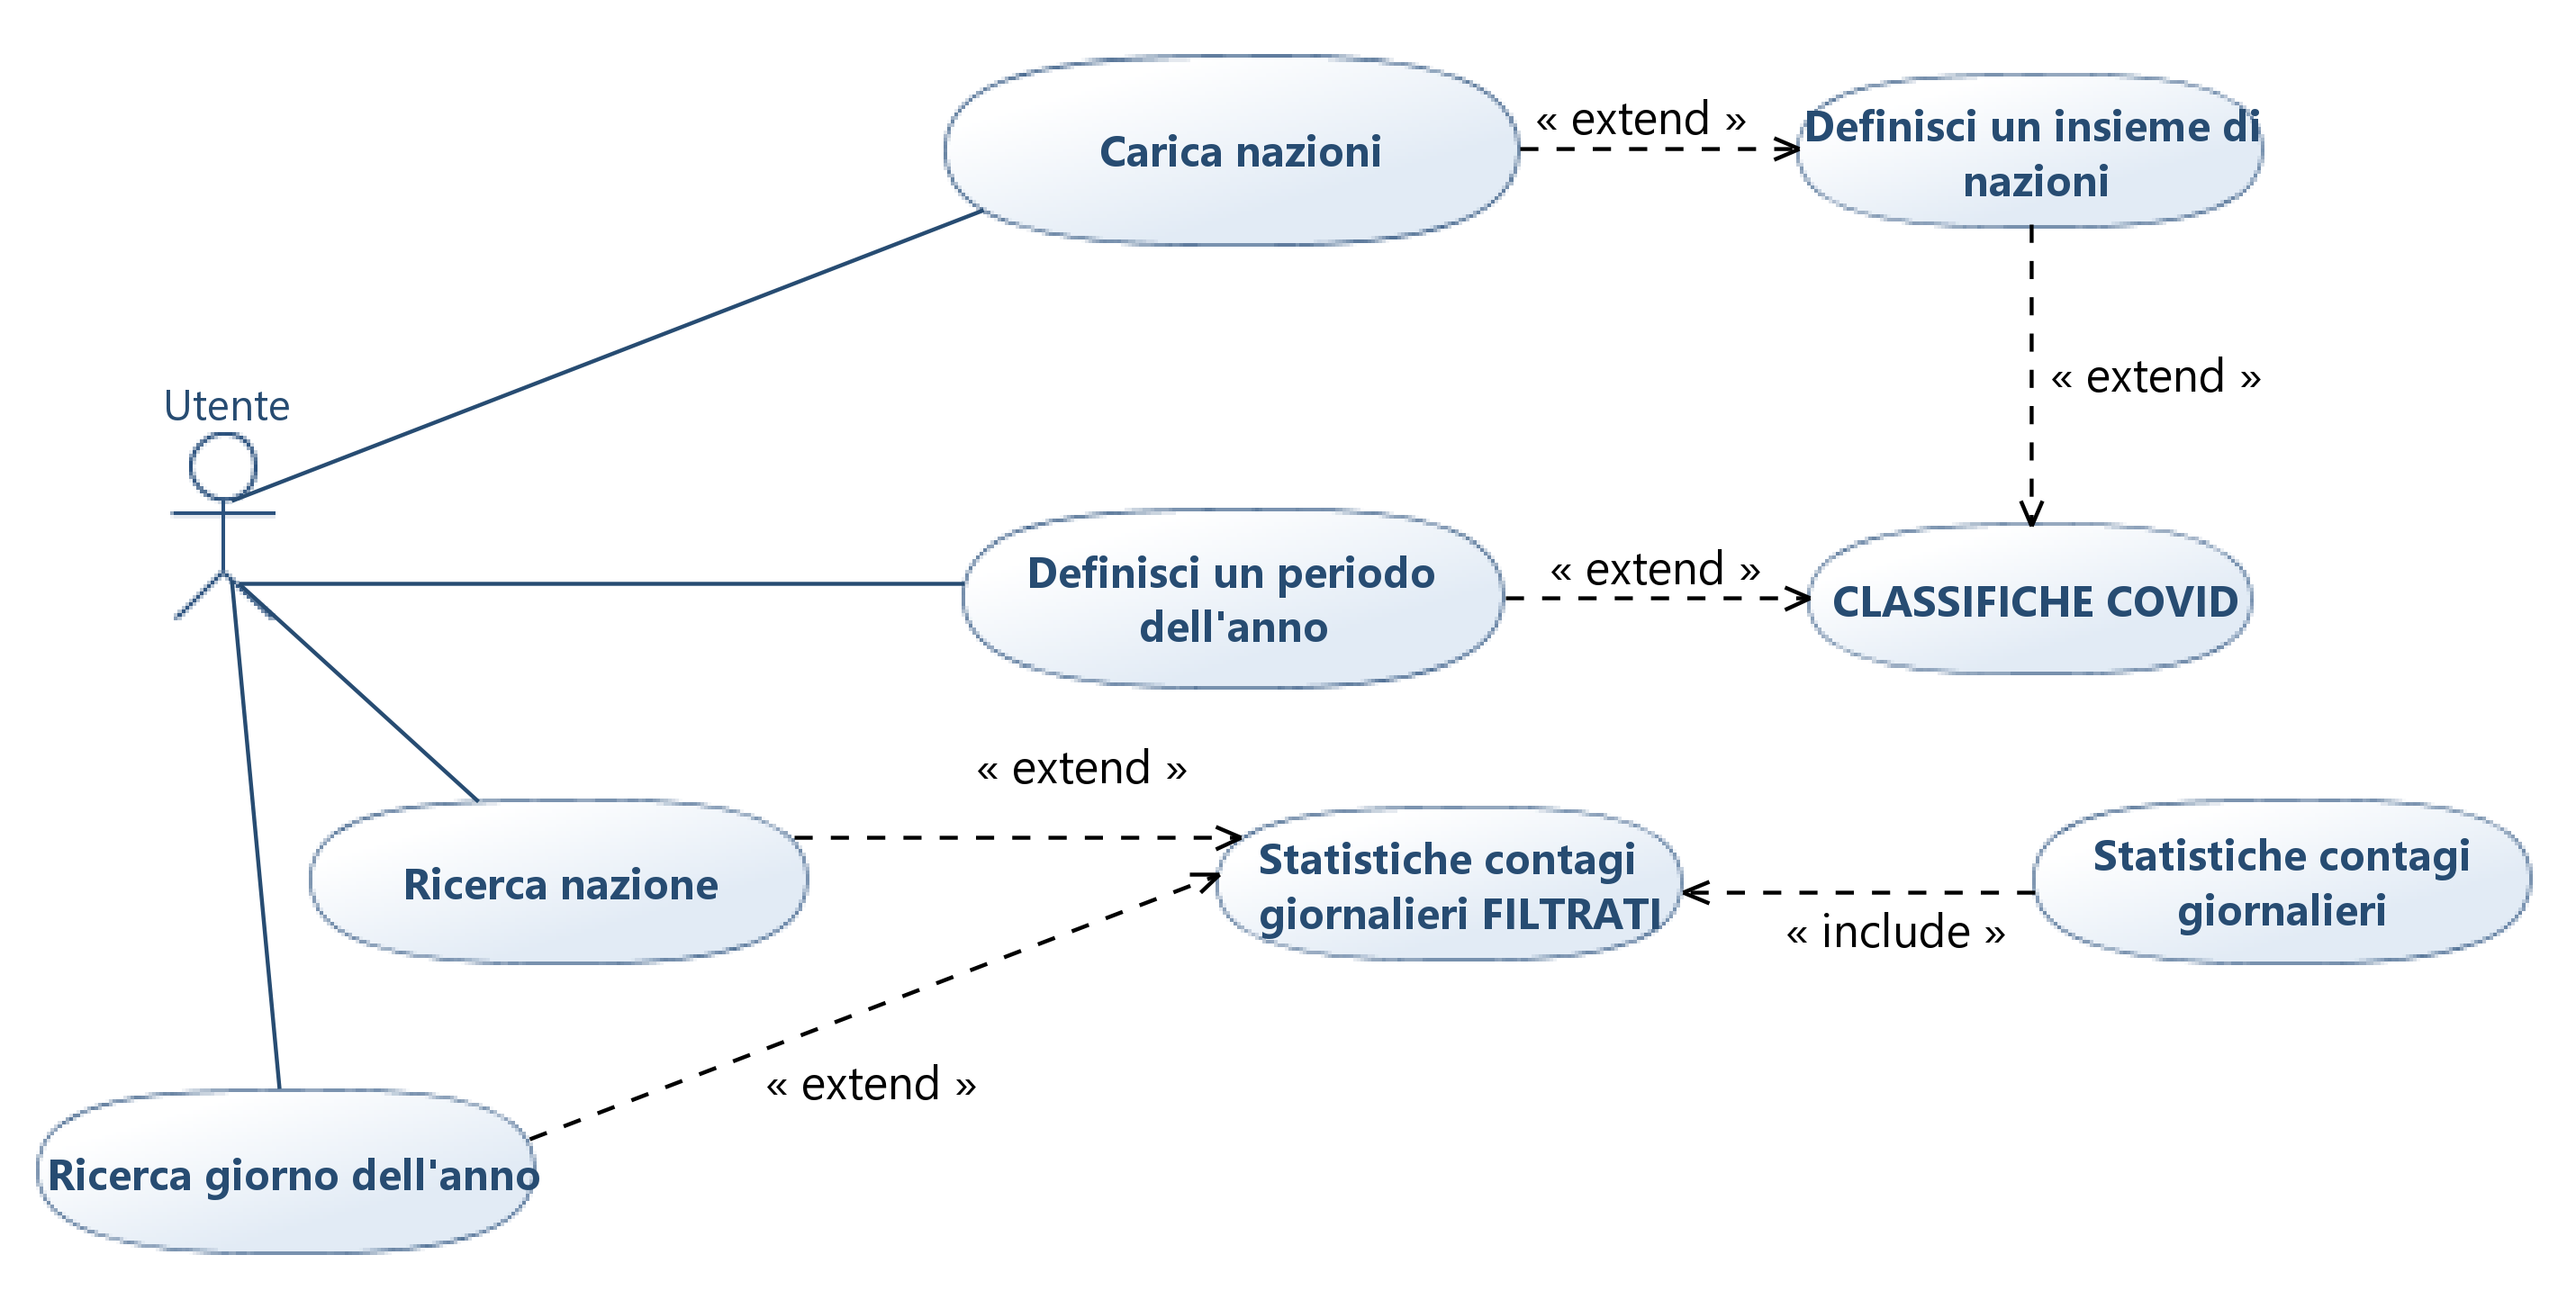 Carica nazioni
« extend »
Definisci un insieme di
nazioni
« extend »
Utente
Definisci un periodo
dell'anno
« extend »
CLASSIFICHE COVID
« extend »
Ricerca nazione
Statistiche contagi
giornalieri FILTRATI
Statistiche contagi
giornalieri
« include »
« extend »
Ricerca giorno dell'anno